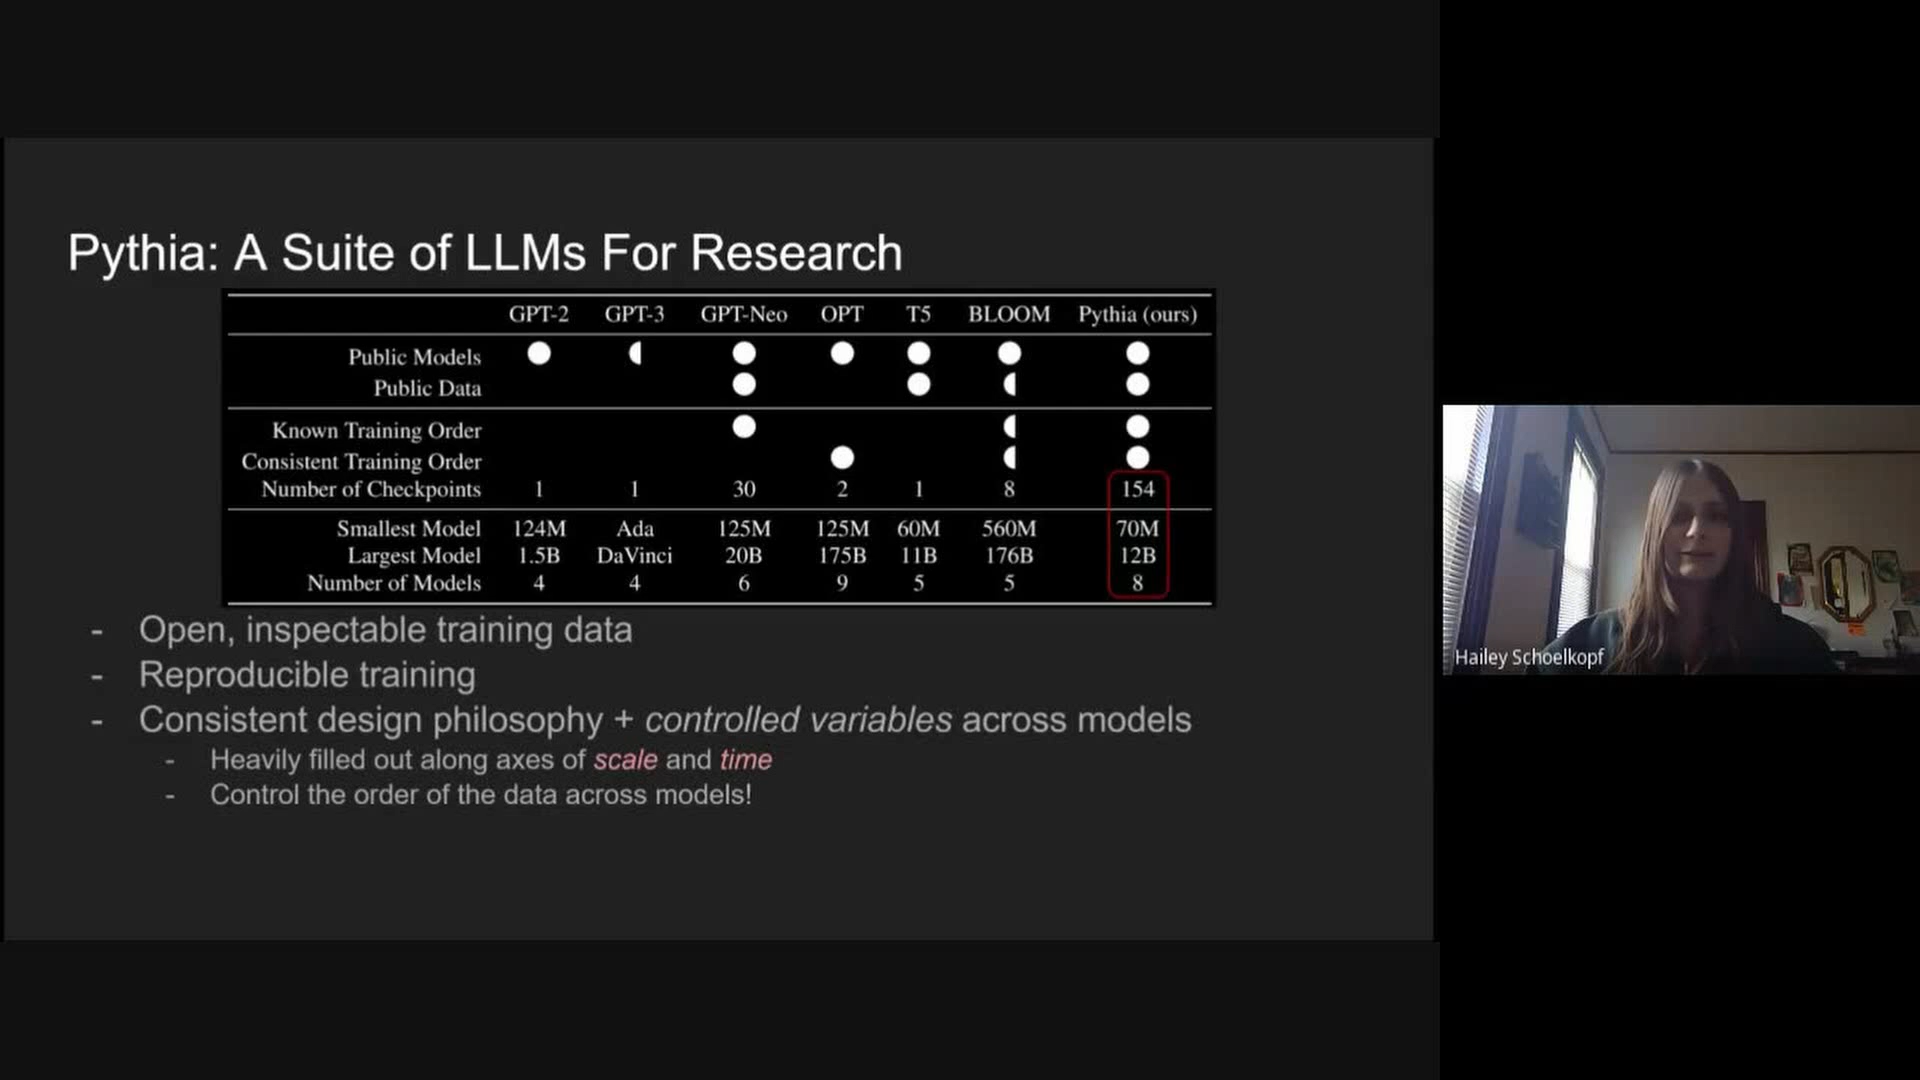 Pythia: A Suite of LLMs For Research
GPT-2 GPT-3 GPT-Neo OPT T5 BLOOM Pythia (ours)
Public Models
Public Data
Known Training Order
Consistent Training Order
Number of Checkpoints 1 1 30 2 1 8 154
Smallest Model 124M Ada 125M 125M 60M 560M 70M
Largest Model 1.5B DaVinci 20B 175B 11B 176B 12B
Number of Models 4 4 6 9 5 5 8
- Open, inspectable training data
- Reproducible training
- Consistent design philosophy + controlled variables across models
- Heavily filled out along axes of scale and time
- Control the order of the data across models!
Hailey Schoelkopf